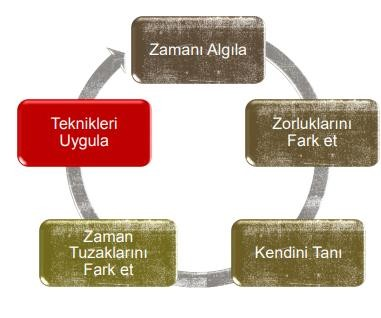 Zamanı Algıla
Zorluklarını
Fark et
Kendini Tanı
Zaman
Tuzaklarını
Fark et
Teknikleri
Uygula